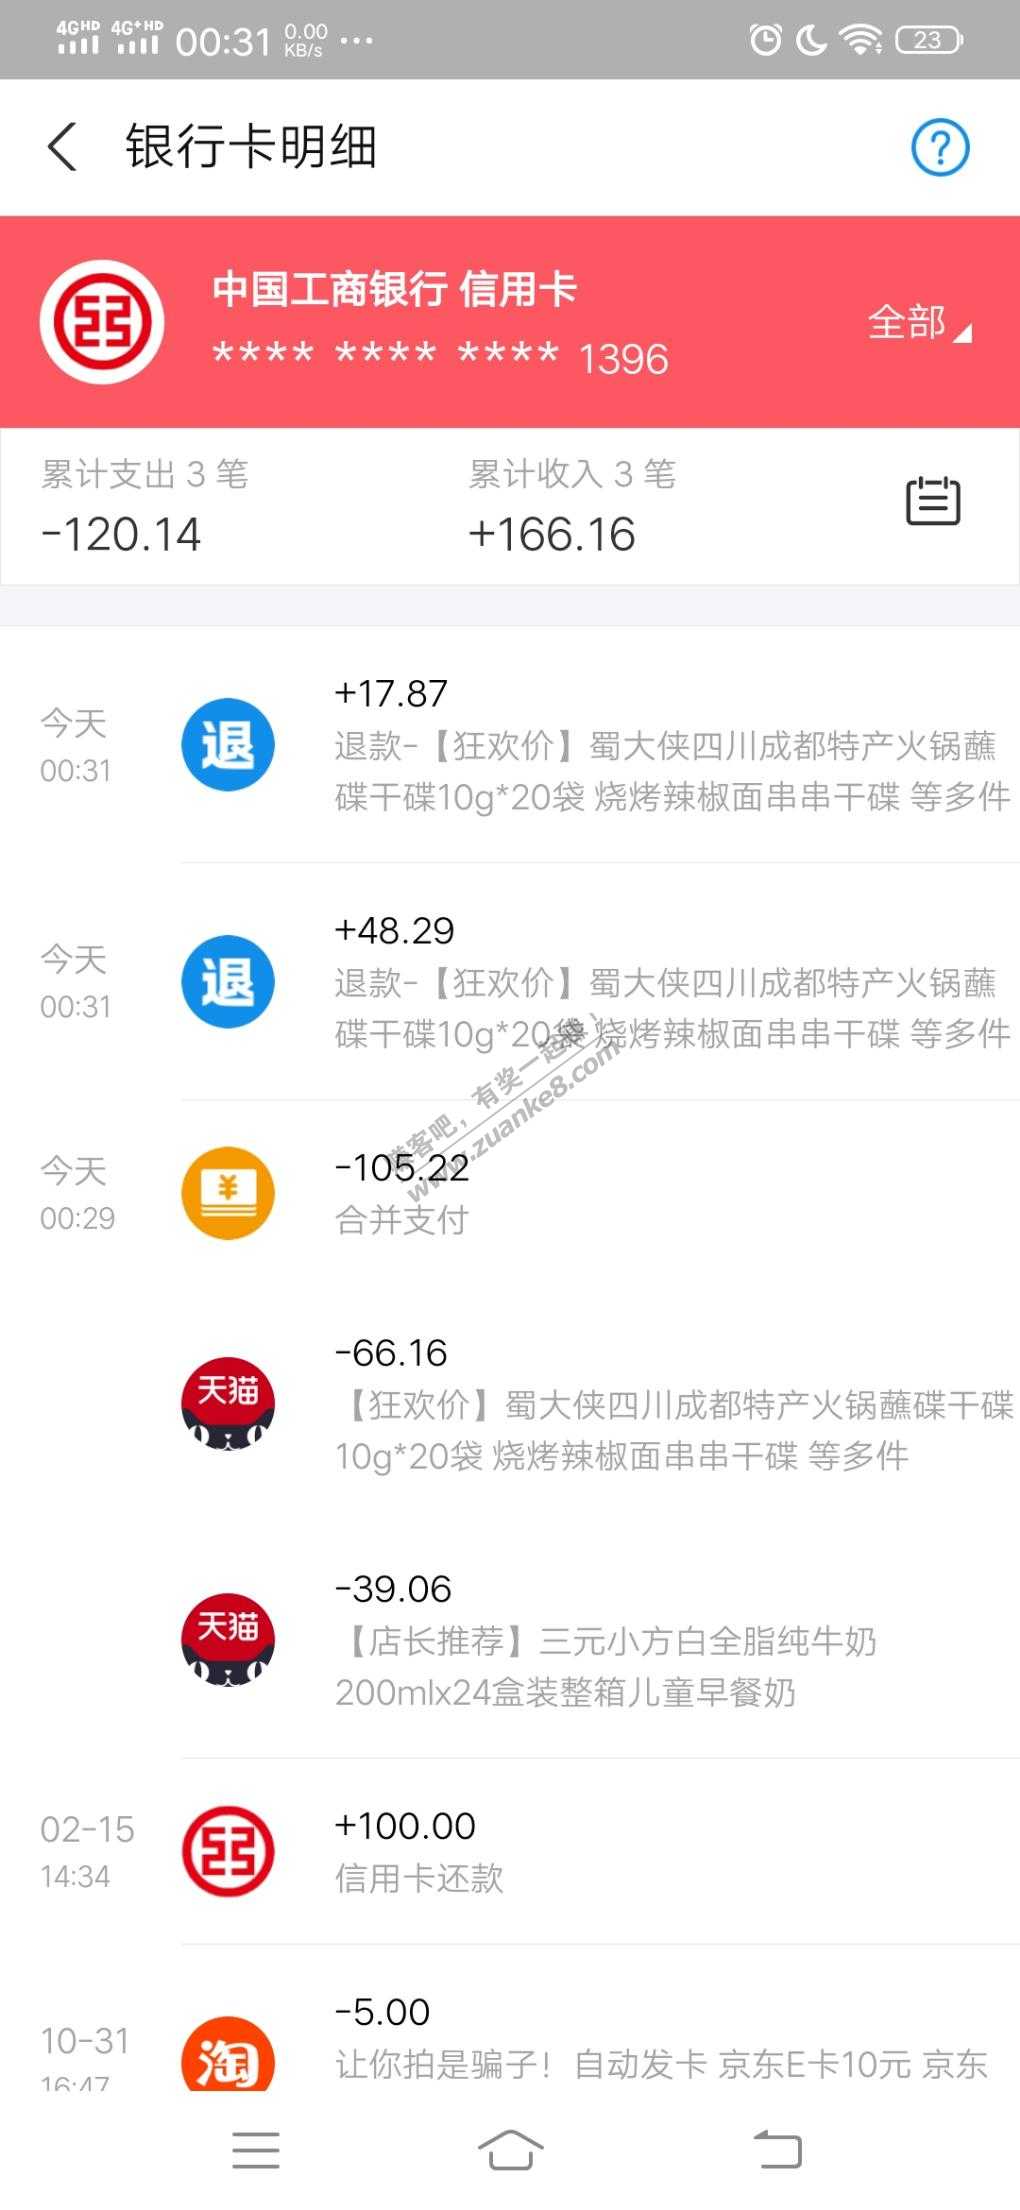 4GHD 4G+HD 00:31 0.00 KB/s ··· 23
银行卡明细 ?
中国工商银行 信用卡
**** **** **** 1396
全部
累计支出 3 笔 累计收入 3 笔
-120.14 +166.16
今天
00:31
退
+17.87
退款-【狂欢价】蜀大侠四川成都特产火锅蘸
碟干碟10g*20袋 烧烤辣椒面串串干碟 等多件
今天
00:31
退
+48.29
退款-【狂欢价】蜀大侠四川成都特产火锅蘸
碟干碟10g*20袋 烧烤辣椒面串串干碟 等多件
赚客吧，有奖一起赚！
www.zuanke8.com
今天
00:29
¥
-105.22
合并支付
天猫
-66.16
【狂欢价】蜀大侠四川成都特产火锅蘸碟干碟
10g*20袋 烧烤辣椒面串串干碟 等多件
天猫
-39.06
【店长推荐】三元小方白全脂纯牛奶
200mlx24盒装整箱儿童早餐奶
02-15
14:34
+100.00
信用卡还款
10-31
16:47
淘
-5.00
让你拍是骗子！自动发卡 京东E卡10元 京东